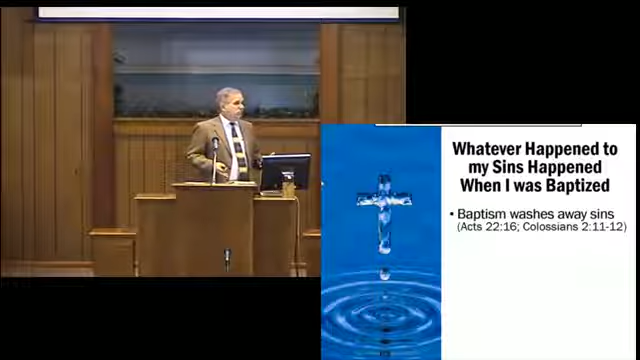 Whatever Happened to
my Sins Happened
When I was Baptized
• Baptism washes away sins
(Acts 22:16; Colossians 2:11-12)